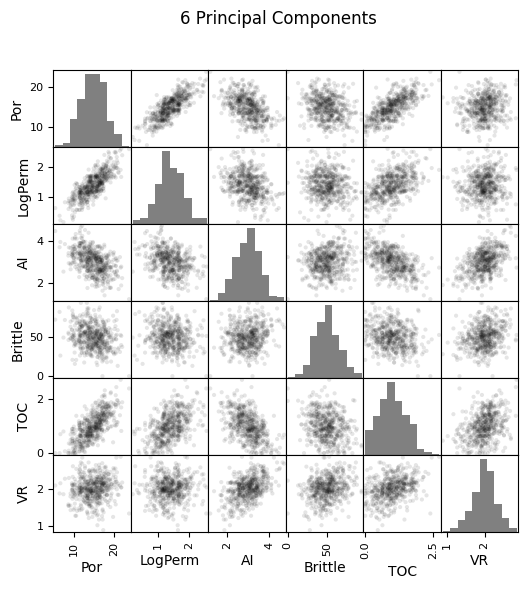 6 Principal Components
20
10
Por
2
1
LogPerm
4
2
AI
50
0
Brittle
2
0
TOC
2
1
VR
10 20 1 2 2 4 0 50 0.0 2.5 1 2
Por LogPerm AI Brittle TOC VR